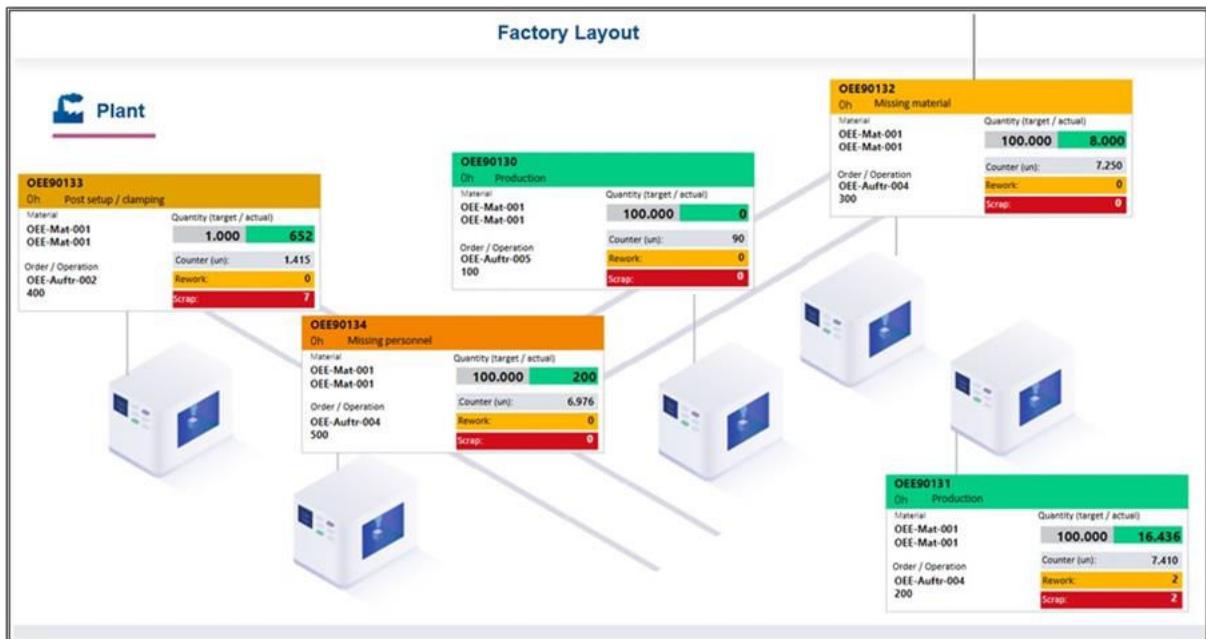 Factory Layout
Plant
OEE90133
0h Post setup / clamping
Material
OEE-Mat-001
OEE-Mat-001
Quantity (target / actual)
1.000 652
Counter (un): 1.415
Order / Operation
OEE-Auftr-002
400
Rework: 0
Scrap: 7
OEE90130
0h Production
Material
OEE-Mat-001
OEE-Mat-001
Quantity (target / actual)
100.000 0
Counter (un): 90
Order / Operation
OEE-Auftr-005
100
Rework: 0
Scrap: 0
OEE90132
0h Missing material
Material
OEE-Mat-001
OEE-Mat-001
Quantity (target / actual)
100.000 8.000
Counter (un): 7.250
Order / Operation
OEE-Auftr-004
300
Rework: 0
Scrap: 0
OEE90134
0h Missing personnel
Material
OEE-Mat-001
OEE-Mat-001
Quantity (target / actual)
100.000 200
Counter (un): 6.976
Order / Operation
OEE-Auftr-004
500
Rework: 0
Scrap: 0
OEE90131
0h Production
Material
OEE-Mat-001
OEE-Mat-001
Quantity (target / actual)
100.000 16.436
Counter (un): 7.410
Order / Operation
OEE-Auftr-004
200
Rework: 2
Scrap: 2